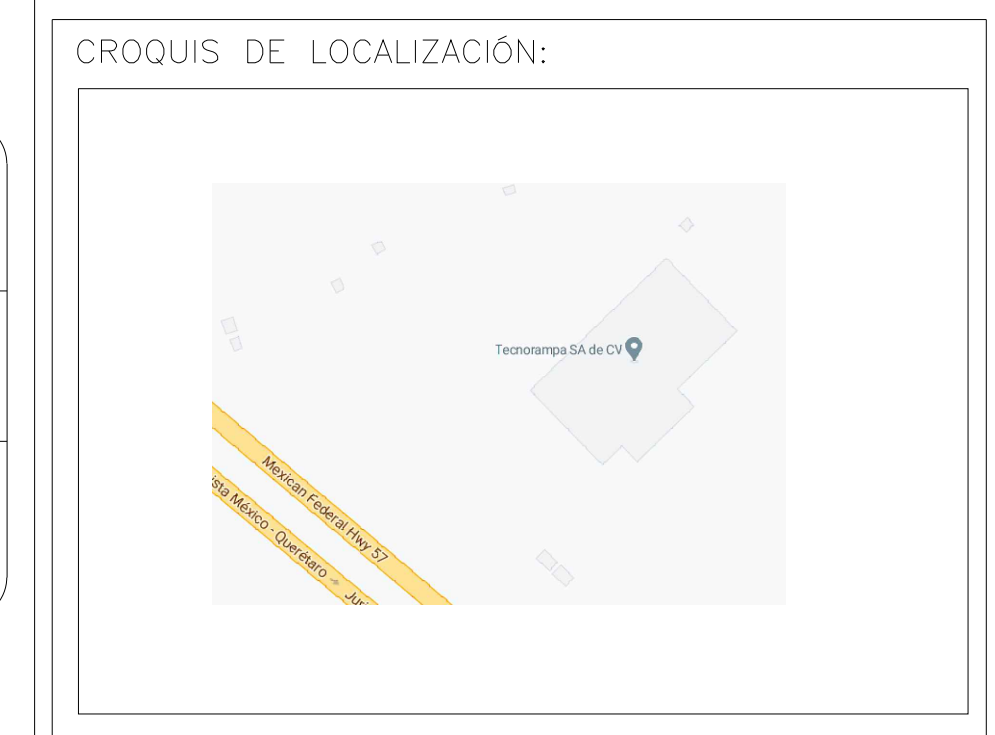 CROQUIS DE LOCALIZACIÓN:
Tecnorampa SA de CV
Mexican Federal Hwy 57
ista México - Querétaro